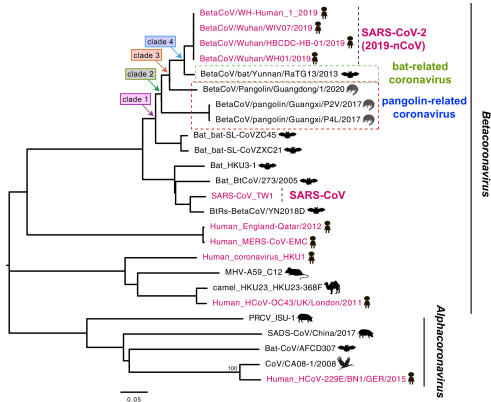 BetaCoV/WH-Human_1_2019
BetaCoV/Wuhan/WIV07/2019
BetaCoV/Wuhan/HBCDC-HB-01/2019
BetaCoV/Wuhan/WH01/2019
SARS-CoV-2
(2019-nCoV)
clade 4
clade 3
clade 2
clade 1
BetaCoV/bat/Yunnan/RaTG13/2013
bat-related
coronavirus
BetaCoV/Pangolin/Guangdong/1/2020
BetaCoV/pangolin/Guangxi/P2V/2017
BetaCoV/pangolin/Guangxi/P4L/2017
pangolin-related
coronavirus
Betacoronavirus
Bat_bat-SL-CoVZC45
Bat_bat-SL-CoVZXC21
Bat_HKU3-1
Bat_BtCoV/273/2005
SARS-CoV_TW1
SARS-CoV
BtRs-BetaCoV/YN2018D
Human_England-Qatar/2012
Human_MERS-CoV-EMC
Human_coronavirus_HKU1
MHV-A59_C12
camel_HKU23_HKU23-368F
Human_HCoV-OC43/UK/London/2011
PRCV_ISU-1
SADS-CoV/China/2017
Bat-CoV/AFCD307
CoV/CA08-1/2008
100
Human_HCoV-229E/BN1/GER/2015
Alphacoronavirus
0.05